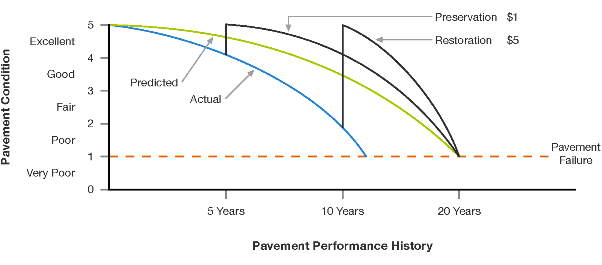 Pavement Condition
5
Excellent
4
Good
3
Fair
2
Poor
1
Very Poor
0
Preservation $1
Restoration $5
Predicted
Actual
Pavement
Failure
5 Years
10 Years
20 Years
Pavement Performance History